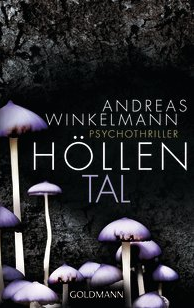 ANDREAS
WINKELMANN
PSYCHOTHRILLER
HÖLLEN
TAL
GOLDMANN